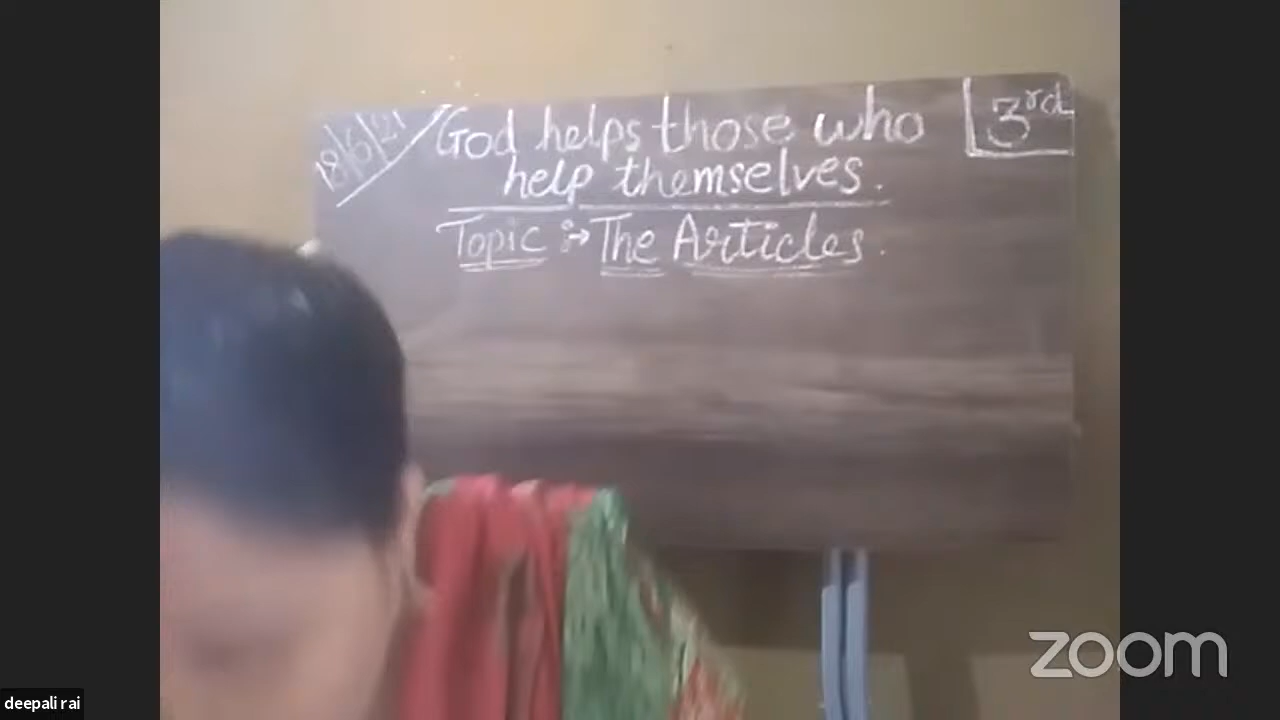 18/6/21
God helps those who
3rd
help themselves.
Topic :→ The Articles.
zoom
deepali rai